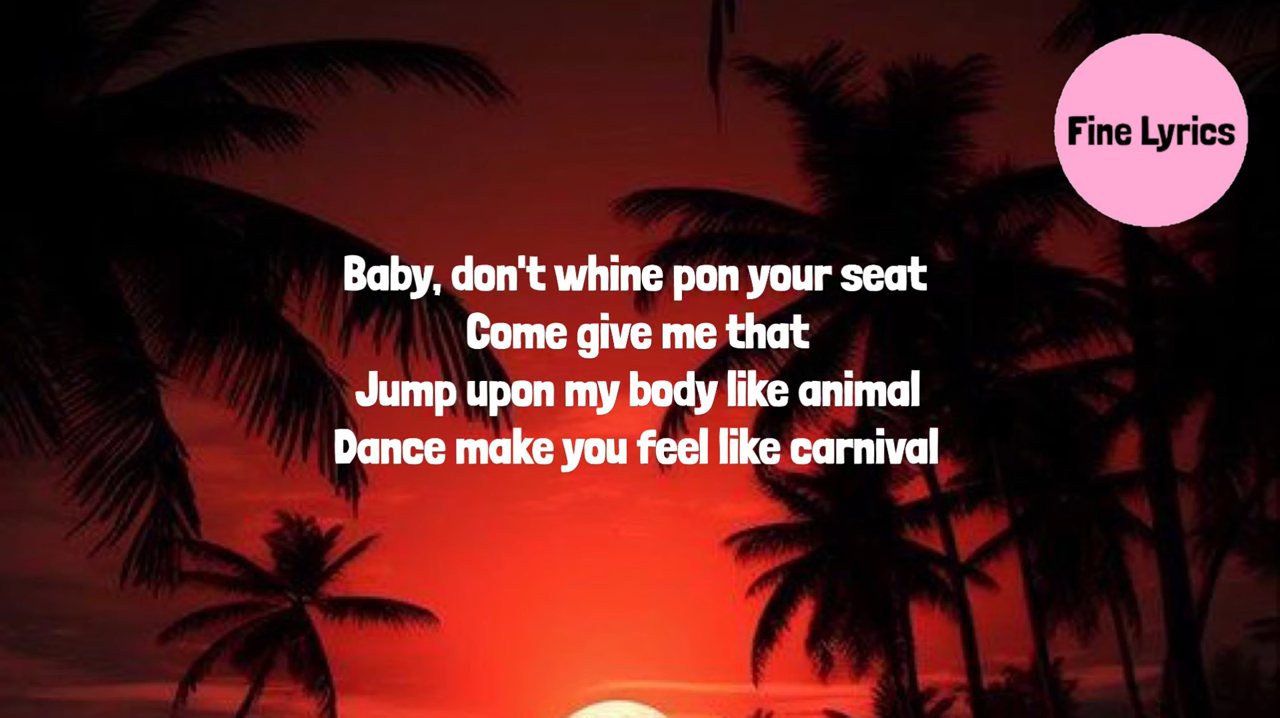 Fine Lyrics
Baby, don't whine pon your seat
Come give me that
Jump upon my body like animal
Dance make you feel like carnival